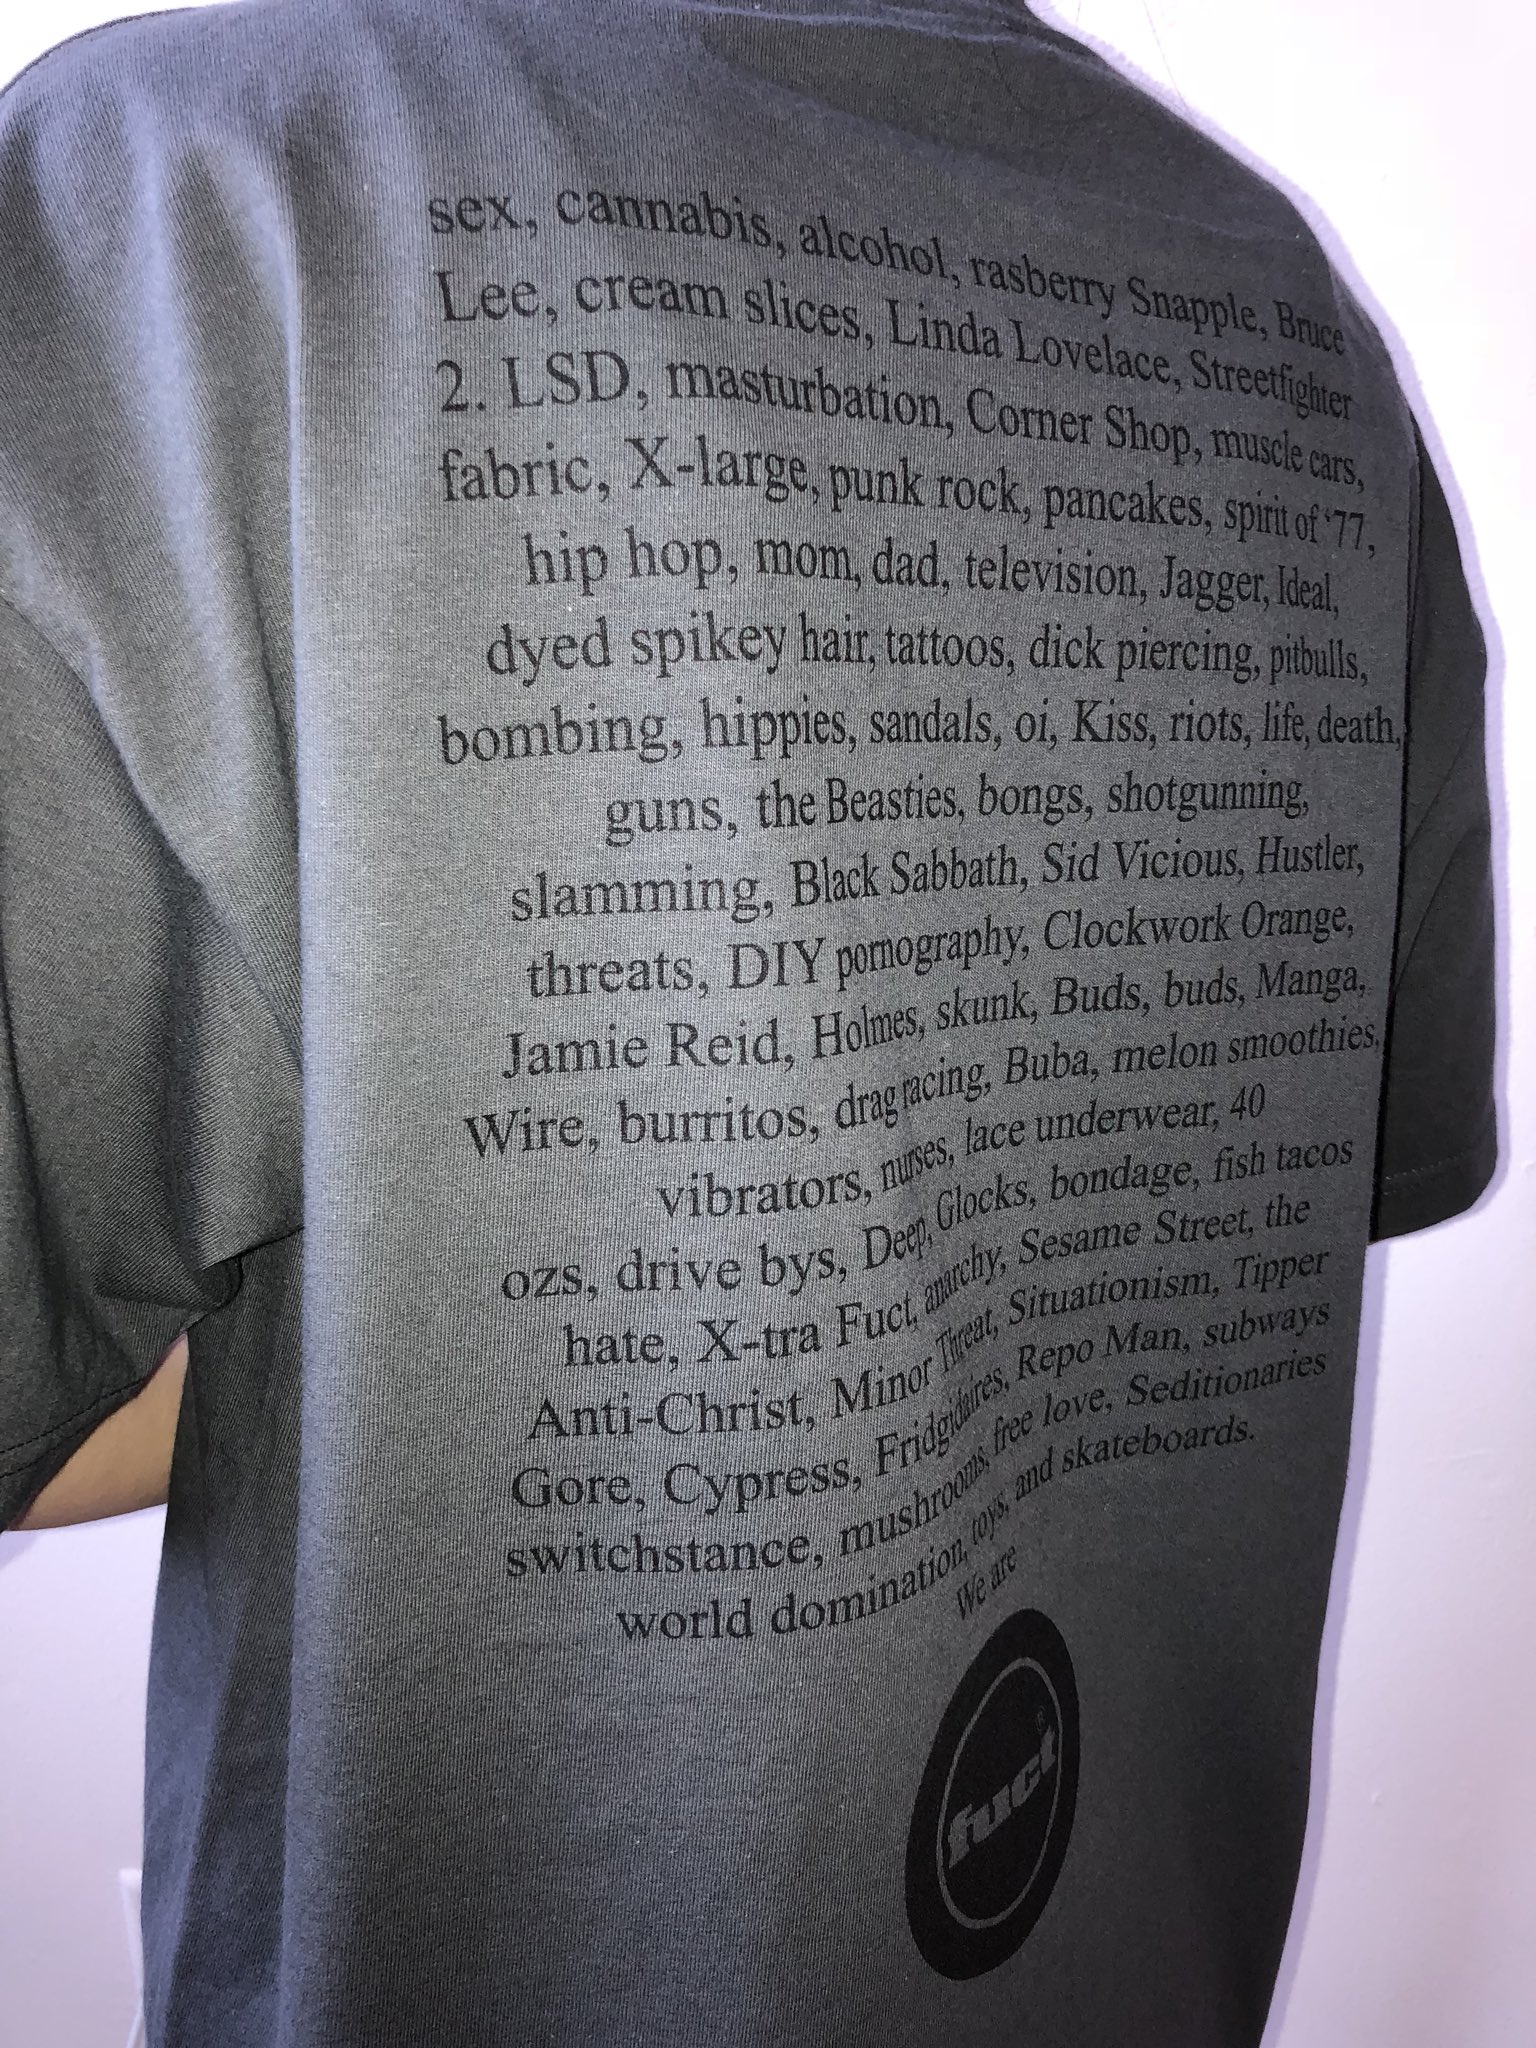 sex, cannabis, alcohol, rasberry Snapple, Bruce
Lee, cream slices, Linda Lovelace, Streetfighter
2. LSD, masturbation, Corner Shop, muscle cars,
fabric, X-large, punk rock, pancakes, spirit of ‘77,
hip hop, mom, dad, television, Jagger, Ideal,
dyed spikey hair, tattoos, dick piercing, pitbulls,
bombing, hippies, sandals, oi, Kiss, riots, life, death,
guns, the Beasties, bongs, shotgunning,
slamming, Black Sabbath, Sid Vicious, Hustler,
threats, DIY pornography, Clockwork Orange,
Jamie Reid, Holmes, skunk, Buds, buds, Manga,
Wire, burritos, drag racing, Buba, melon smoothies,
vibrators, nurses, lace underwear, 40
ozs, drive bys, Deep, Glocks, bondage, fish tacos
hate, X-tra Fuct, anarchy, Sesame Street, the
Anti-Christ, Minor Threat, Situationism, Tipper
Gore, Cypress, Fridgidaires, Repo Man, subways
switchstance, mushrooms, free love, Seditionaries
world domination, toys, and skateboards.
We are
fuct®